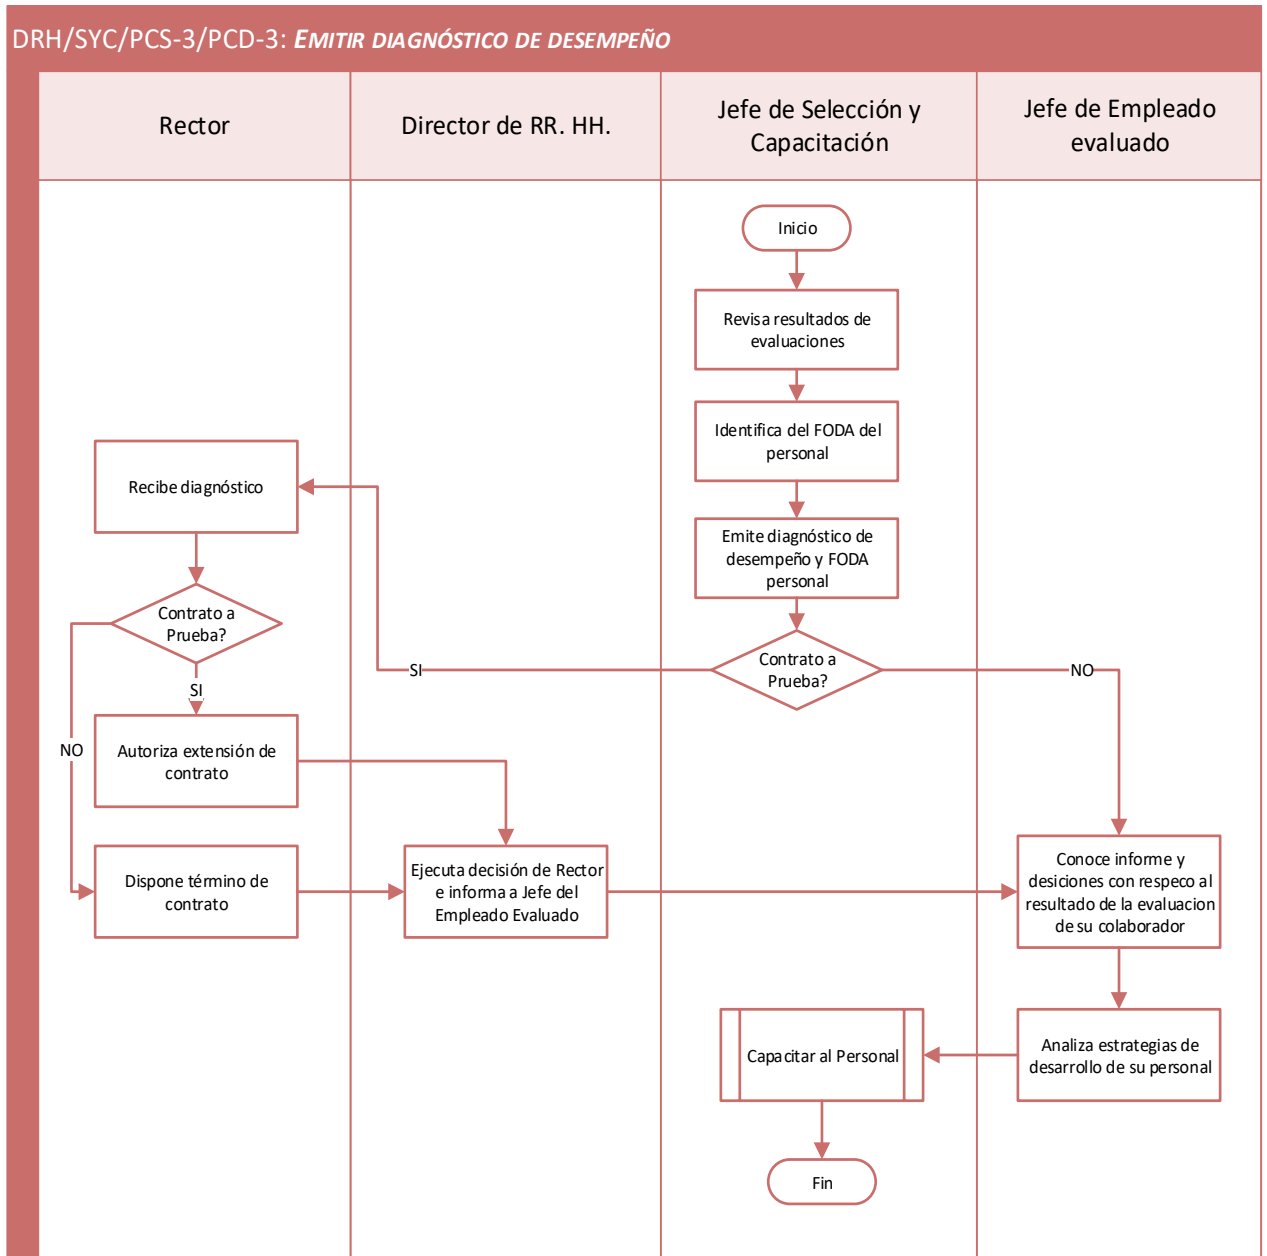 DRH/SYC/PCS-3/PCD-3: EMITIR DIAGNÓSTICO DE DESEMPEÑO
Rector
Director de RR. HH.
Jefe de Selección y
Capacitación
Jefe de Empleado
evaluado
Inicio
Revisa resultados de
evaluaciones
Identifica del FODA del
personal
Recibe diagnóstico
Emite diagnóstico de
desempeño y FODA
personal
Contrato a
Prueba?
SI
NO
Contrato a
Prueba?
SI
NO
Autoriza extensión de
contrato
Dispone término de
contrato
Ejecuta decisión de Rector
e informa a Jefe del
Empleado Evaluado
Conoce informe y
desiciones con respeco al
resultado de la evaluacion
de su colaborador
Capacitar al Personal
Analiza estrategias de
desarrollo de su personal
Fin